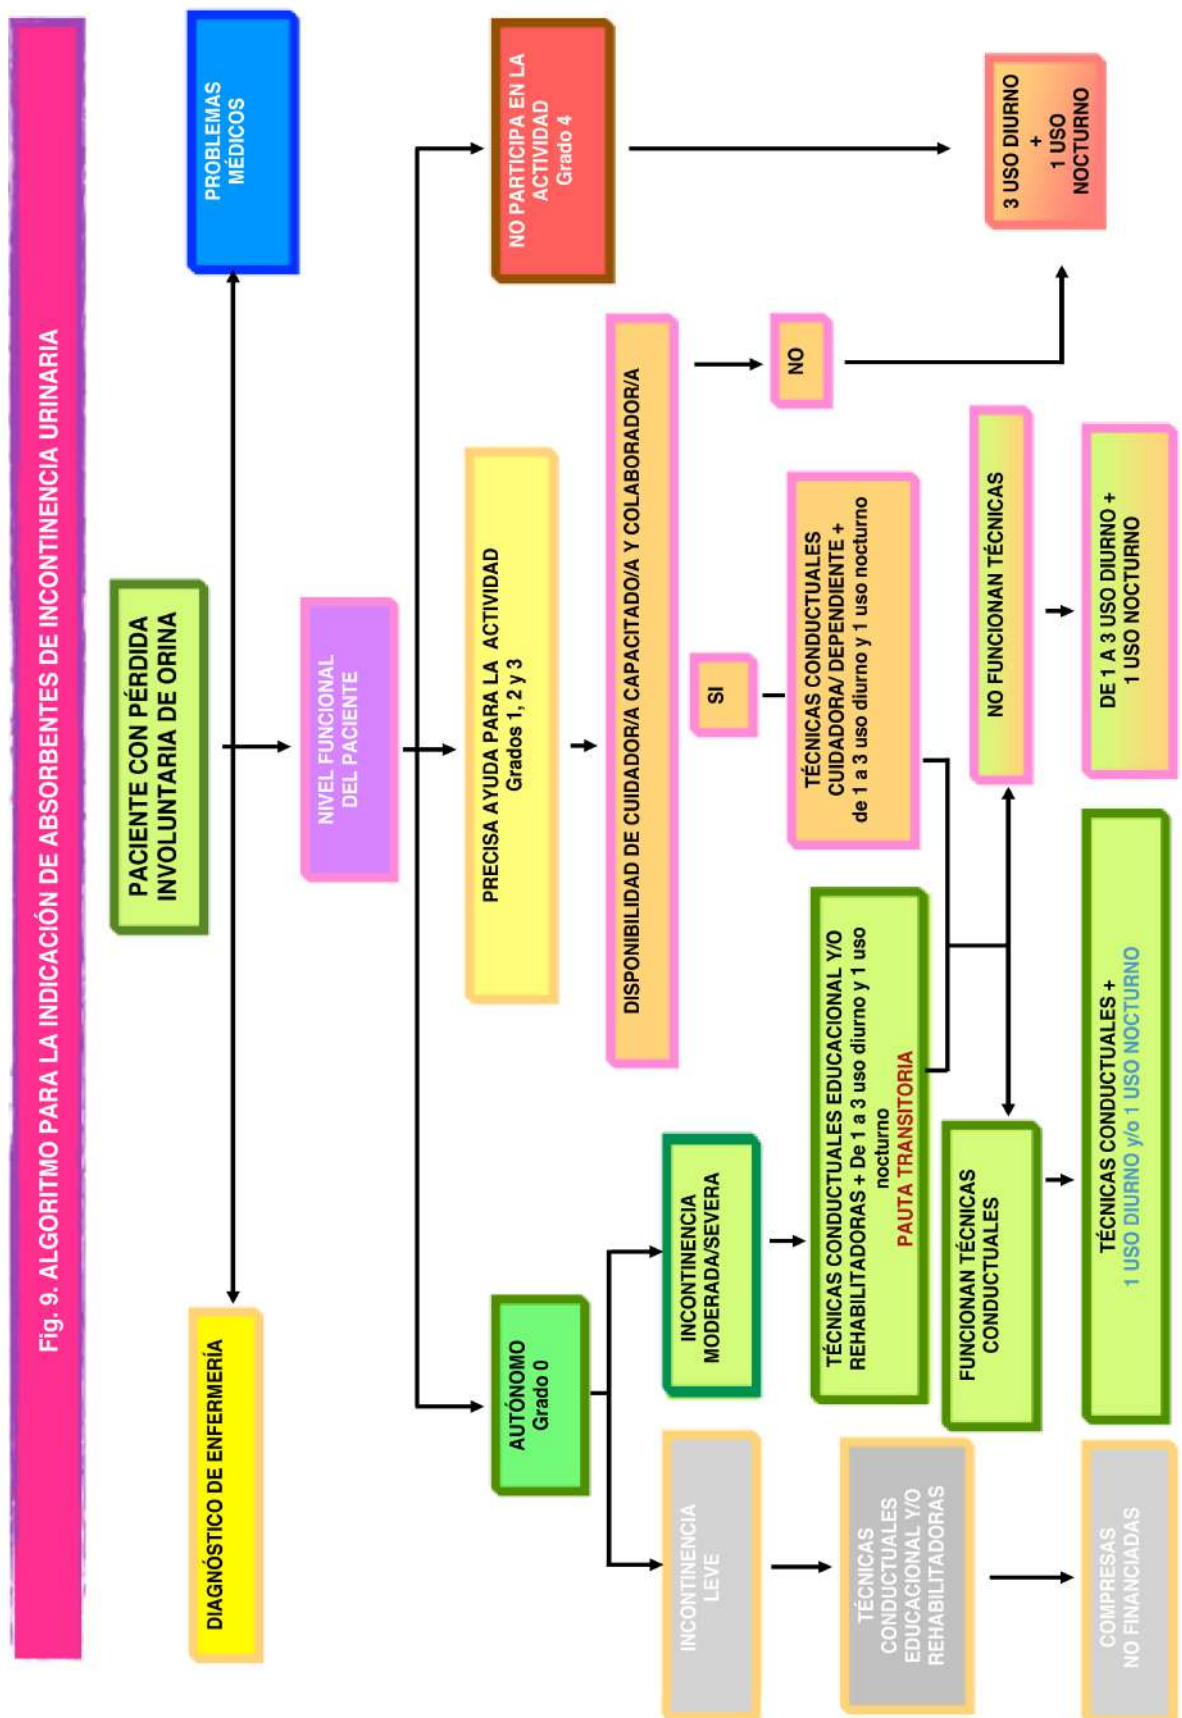 Fig. 9. ALGORITMO PARA LA INDICACIÓN DE ABSORBENTES DE INCONTINENCIA URINARIA
PACIENTE CON PÉRDIDA
INVOLUNTARIA DE ORINA
DIAGNÓSTICO DE ENFERMERÍA
PROBLEMAS
MÉDICOS
NIVEL FUNCIONAL
DEL PACIENTE
AUTÓNOMO
Grado 0
PRECISA AYUDA PARA LA ACTIVIDAD
Grados 1, 2 y 3
NO PARTICIPA EN LA
ACTIVIDAD
Grado 4
INCONTINENCIA
LEVE
INCONTINENCIA
MODERADA/SEVERA
DISPONIBILIDAD DE CUIDADOR/A CAPACITADO/A Y COLABORADOR/A
SI
NO
TÉCNICAS
CONDUCTUALES
EDUCACIONAL Y/O
REHABILITADORAS
TÉCNICAS CONDUCTUALES EDUCACIONAL Y/O
REHABILITADORAS + De 1 a 3 uso diurno y 1 uso
nocturno
PAUTA TRANSITORIA
TÉCNICAS CONDUCTUALES
CUIDADORA/ DEPENDIENTE +
de 1 a 3 uso diurno y 1 uso nocturno
FUNCIONAN TÉCNICAS
CONDUCTUALES
NO FUNCIONAN TÉCNICAS
3 USO DIURNO
+
1 USO
NOCTURNO
COMPRESAS
NO FINANCIADAS
TÉCNICAS CONDUCTUALES +
1 USO DIURNO y/o 1 USO NOCTURNO
DE 1 A 3 USO DIURNO +
1 USO NOCTURNO